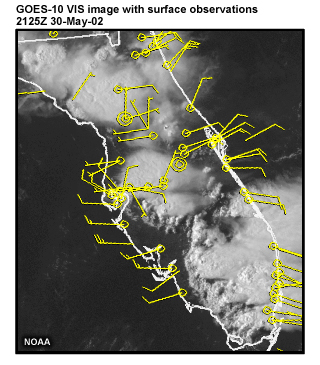 GOES-10 VIS image with surface observations
2125Z 30-May-02
NOAA